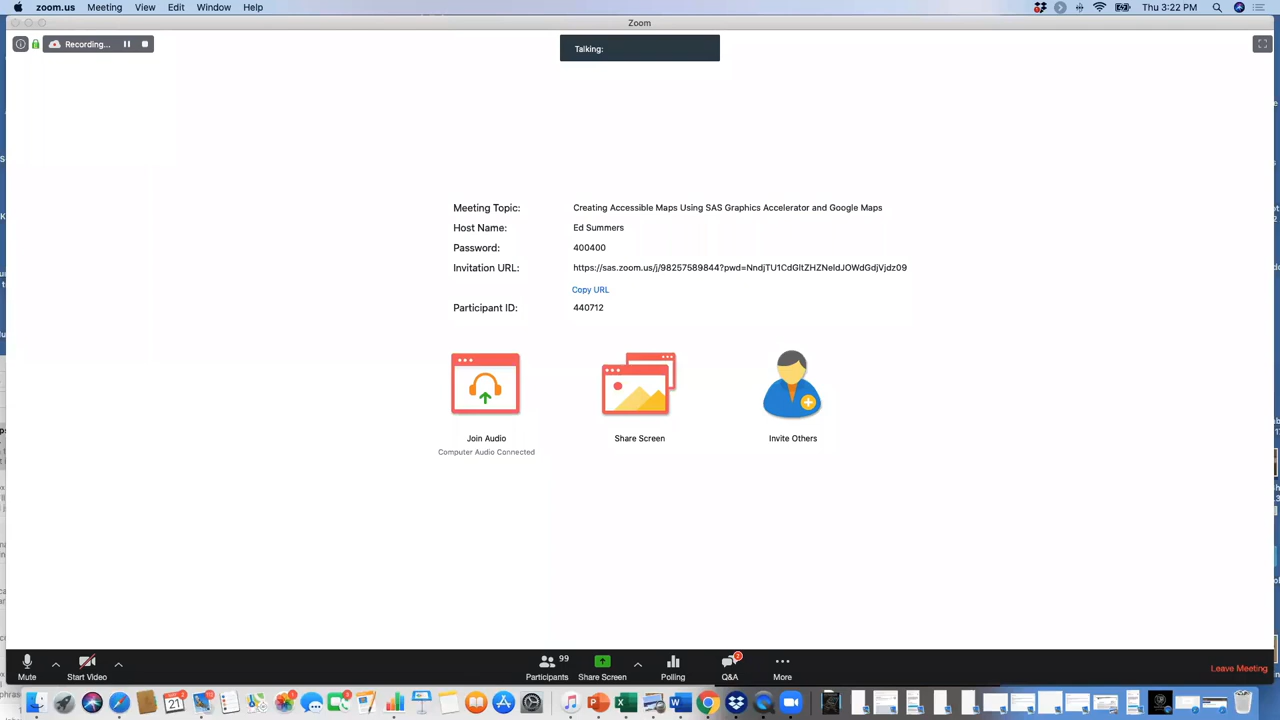 zoom.us Meeting View Edit Window Help Thu 3:22 PM
Zoom
Recording...
Talking:
Meeting Topic: Creating Accessible Maps Using SAS Graphics Accelerator and Google Maps
Host Name: Ed Summers
Password: 400400
Invitation URL: https://sas.zoom.us/j/98257589844?pwd=NndjTU1CdGltZHZNeldJOWdGdjVjdz09
Copy URL
Participant ID: 440712
Join Audio Share Screen Invite Others
Computer Audio Connected
99
Mute Start Video Participants Share Screen Polling Q&A More Leave Meeting
21